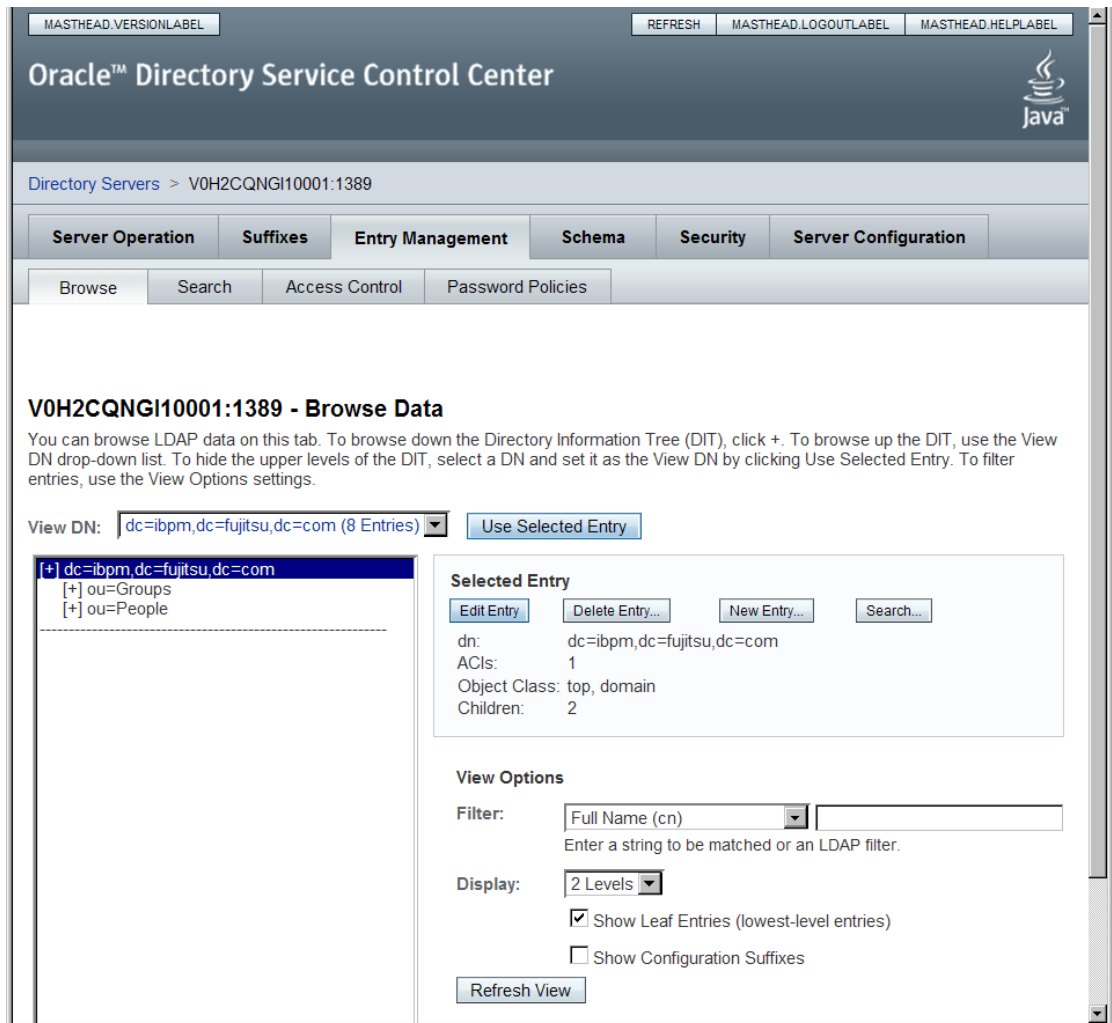 MASTHEAD.VERSIONLABEL REFRESH MASTHEAD.LOGOUTLABEL MASTHEAD.HELPLABEL
Oracle™ Directory Service Control Center
Java™
Directory Servers > V0H2CQNGI10001:1389
Server Operation Suffixes Entry Management Schema Security Server Configuration
Browse Search Access Control Password Policies
V0H2CQNGI10001:1389 - Browse Data
You can browse LDAP data on this tab. To browse down the Directory Information Tree (DIT), click +. To browse up the DIT, use the View
DN drop-down list. To hide the upper levels of the DIT, select a DN and set it as the View DN by clicking Use Selected Entry. To filter
entries, use the View Options settings.
View DN: dc=ibpm,dc=fujitsu,dc=com (8 Entries) Use Selected Entry
[+] dc=ibpm,dc=fujitsu,dc=com
[+] ou=Groups
[+] ou=People
Selected Entry
Edit Entry Delete Entry... New Entry... Search...
dn: dc=ibpm,dc=fujitsu,dc=com
ACIs: 1
Object Class: top, domain
Children: 2
View Options
Filter: Full Name (cn)
Enter a string to be matched or an LDAP filter.
Display: 2 Levels
Show Leaf Entries (lowest-level entries)
Show Configuration Suffixes
Refresh View